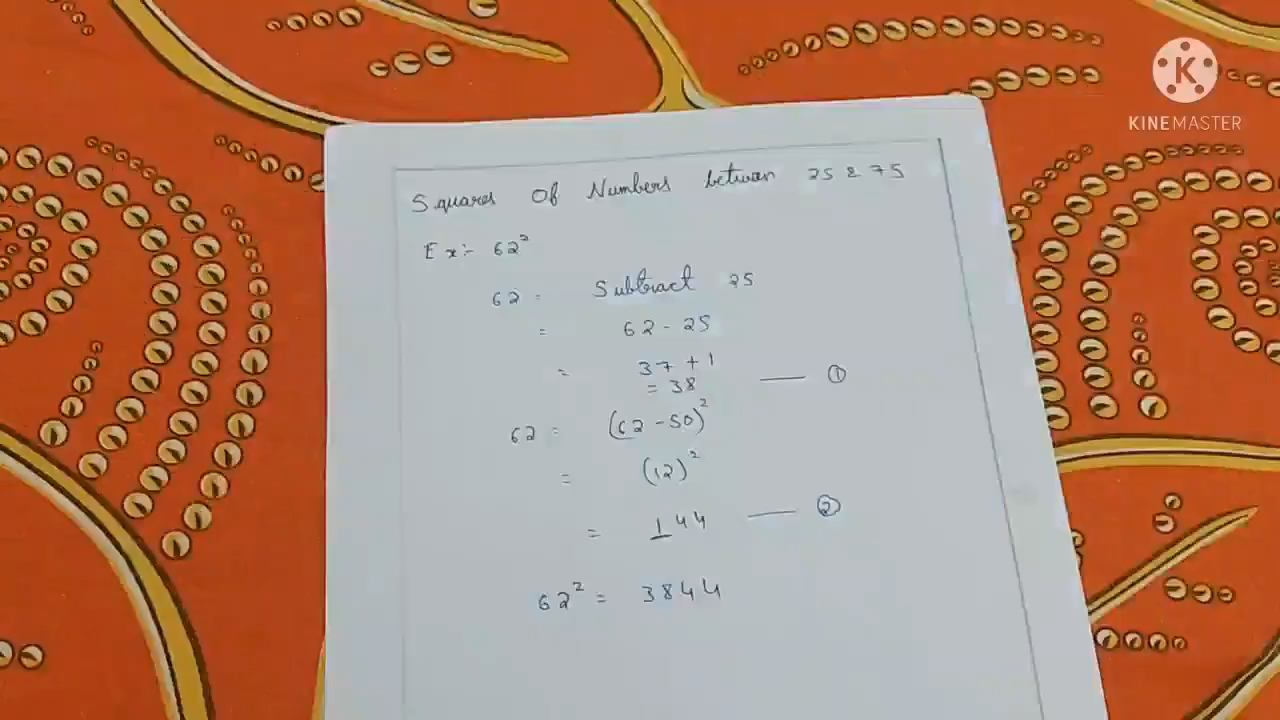 Squares Of Numbers between 25 & 75
Ex:- 62²
62 = Subtract 25
= 62 - 25
= 37 + 1
= 38 —— ①
62 = (62 - 50)²
= (12)²
= 144 —— ②
62² = 3844
K
KINEMASTER